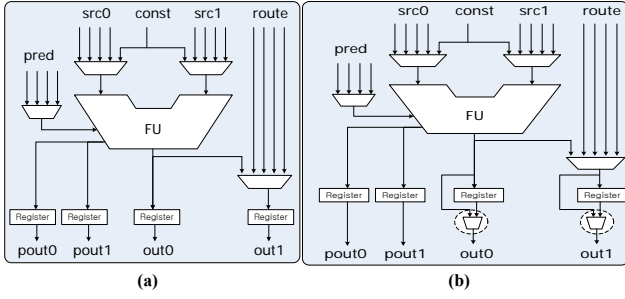 src0 const src1 route
pred
FU
Register Register Register Register
pout0 pout1 out0 out1
(a)
src0 const src1 route
pred
FU
Register Register Register Register
pout0 pout1 out0 out1
(b)